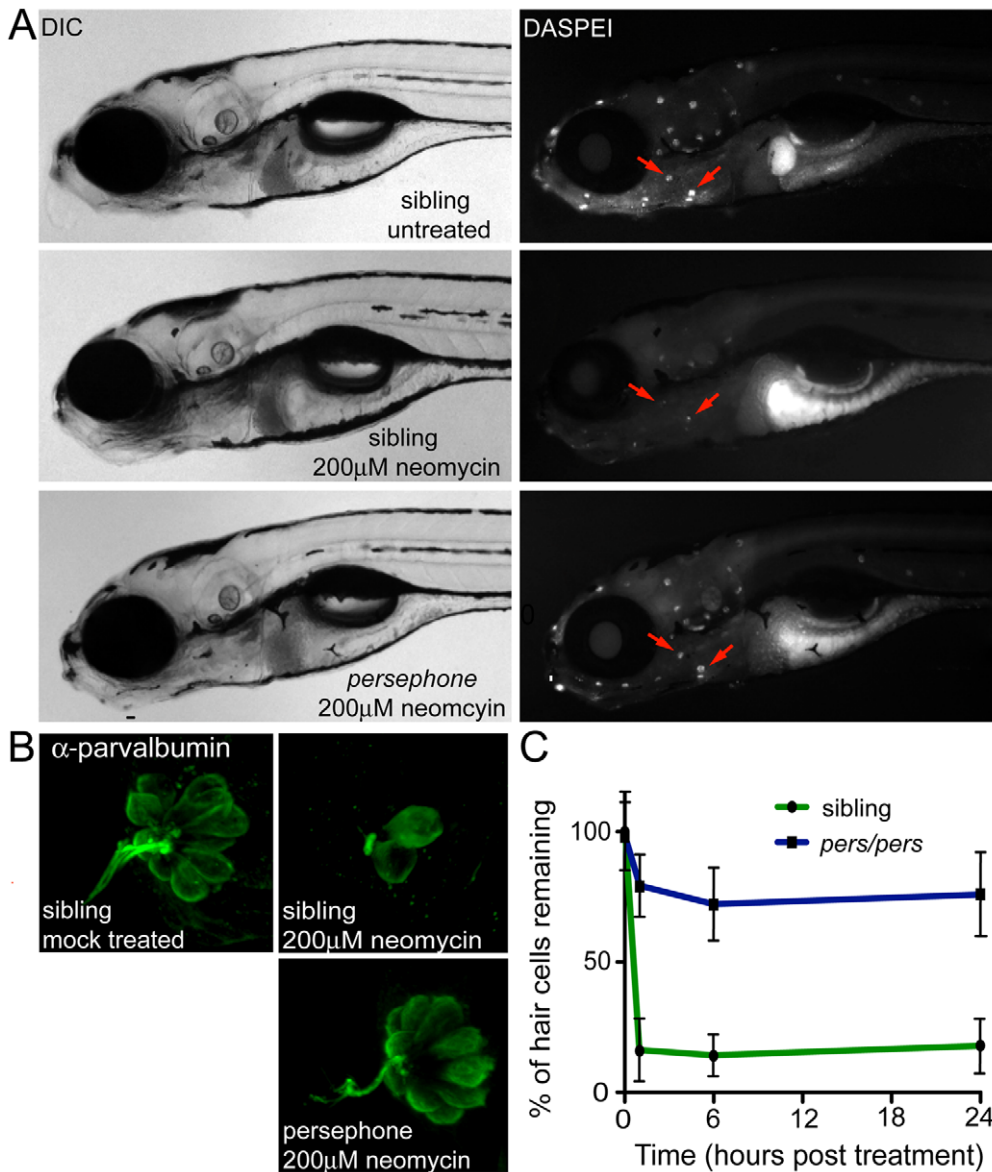 A
DIC
DASPEI
sibling
untreated
sibling
200μM neomycin
persephone
200μM neomcyin
0
B
α-parvalbumin
sibling
mock treated
sibling
200μM neomycin
persephone
200μM neomycin
C
sibling
pers/pers
% of hair cells remaining
100
50
0
0
6
12
18
24
Time (hours post treatment)